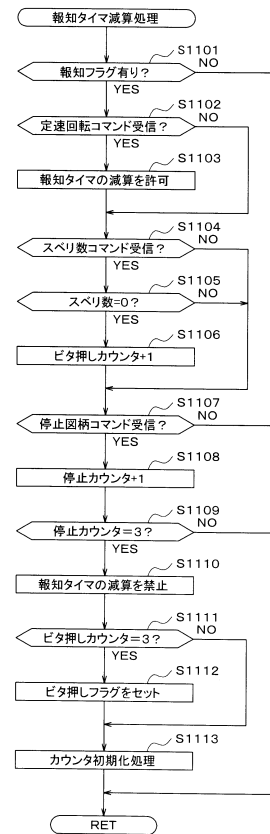 報知タイマ減算処理
S1101
報知フラグ有り?
NO
YES
S1102
定速回転コマンド受信?
NO
YES
S1103
報知タイマの減算を許可
S1104
スベリ数コマンド受信?
NO
YES
S1105
スベリ数=0?
NO
YES
S1106
ビタ押しカウンタ+1
S1107
停止図柄コマンド受信?
NO
YES
S1108
停止カウンタ+1
S1109
停止カウンタ=3?
NO
YES
S1110
報知タイマの減算を禁止
S1111
ビタ押しカウンタ=3?
NO
YES
S1112
ビタ押しフラグをセット
S1113
カウンタ初期化処理
RET